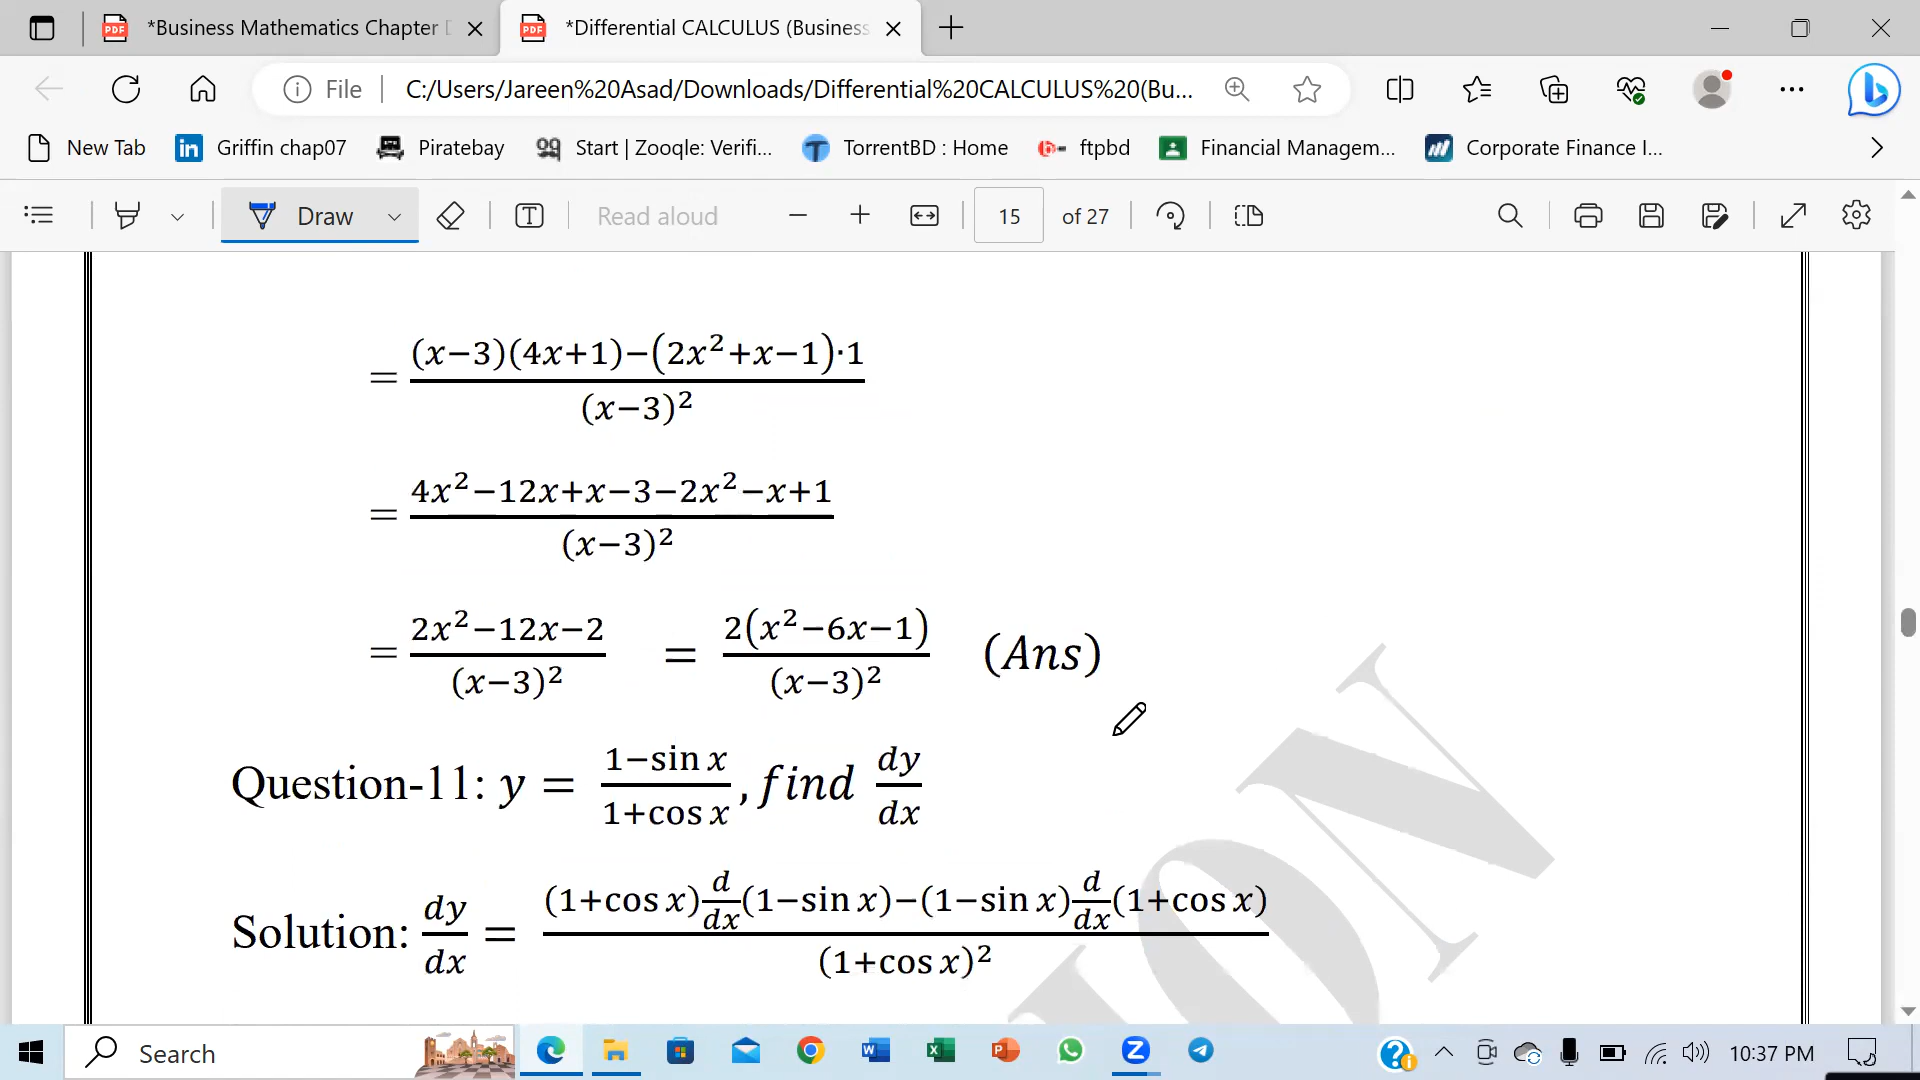 *Business Mathematics Chapter D
*Differential CALCULUS (Business
File
C:/Users/Jareen%20Asad/Downloads/Differential%20CALCULUS%20(Bu...
New Tab
Griffin chap07
Piratebay
Start | Zooqle: Verifi...
TorrentBD : Home
ftpbd
Financial Managem...
Corporate Finance I...
Draw
Read aloud
15 of 27
= (x−3)(4x+1)−(2x²+x−1)·1 / (x−3)²
= 4x²−12x+x−3−2x²−x+1 / (x−3)²
= 2x²−12x−2 / (x−3)² = 2(x²−6x−1) / (x−3)² (Ans)
Question-11: y = 1−sin x / 1+cos x , find dy/dx
Solution: dy/dx = (1+cos x) d/dx (1−sin x)−(1−sin x) d/dx (1+cos x) / (1+cos x)²
ION
Search
10:37 PM